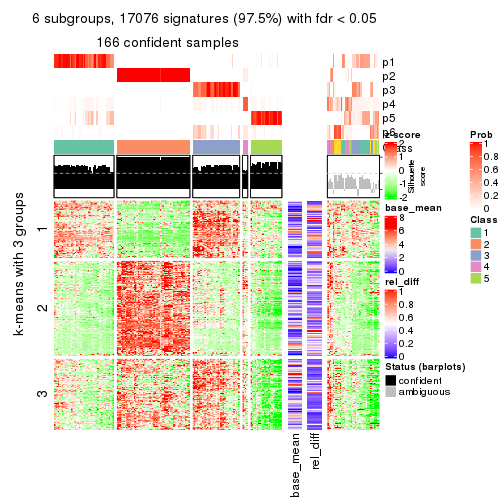 6 subgroups, 17076 signatures (97.5%) with fdr < 0.05
166 confident samples
p1
p2
p3
p4
p5
p6
Class
z-score
2
1
0
-1
-2
Silhouette
score
Prob
1
0.8
0.6
0.4
0.2
0
Class
1
2
3
4
5
base_mean
8
6
4
2
0
rel_diff
1
0.8
0.6
0.4
0.2
0
Status (barplots)
confident
ambiguous
k-means with 3 groups
1
2
3
base_mean
rel_diff